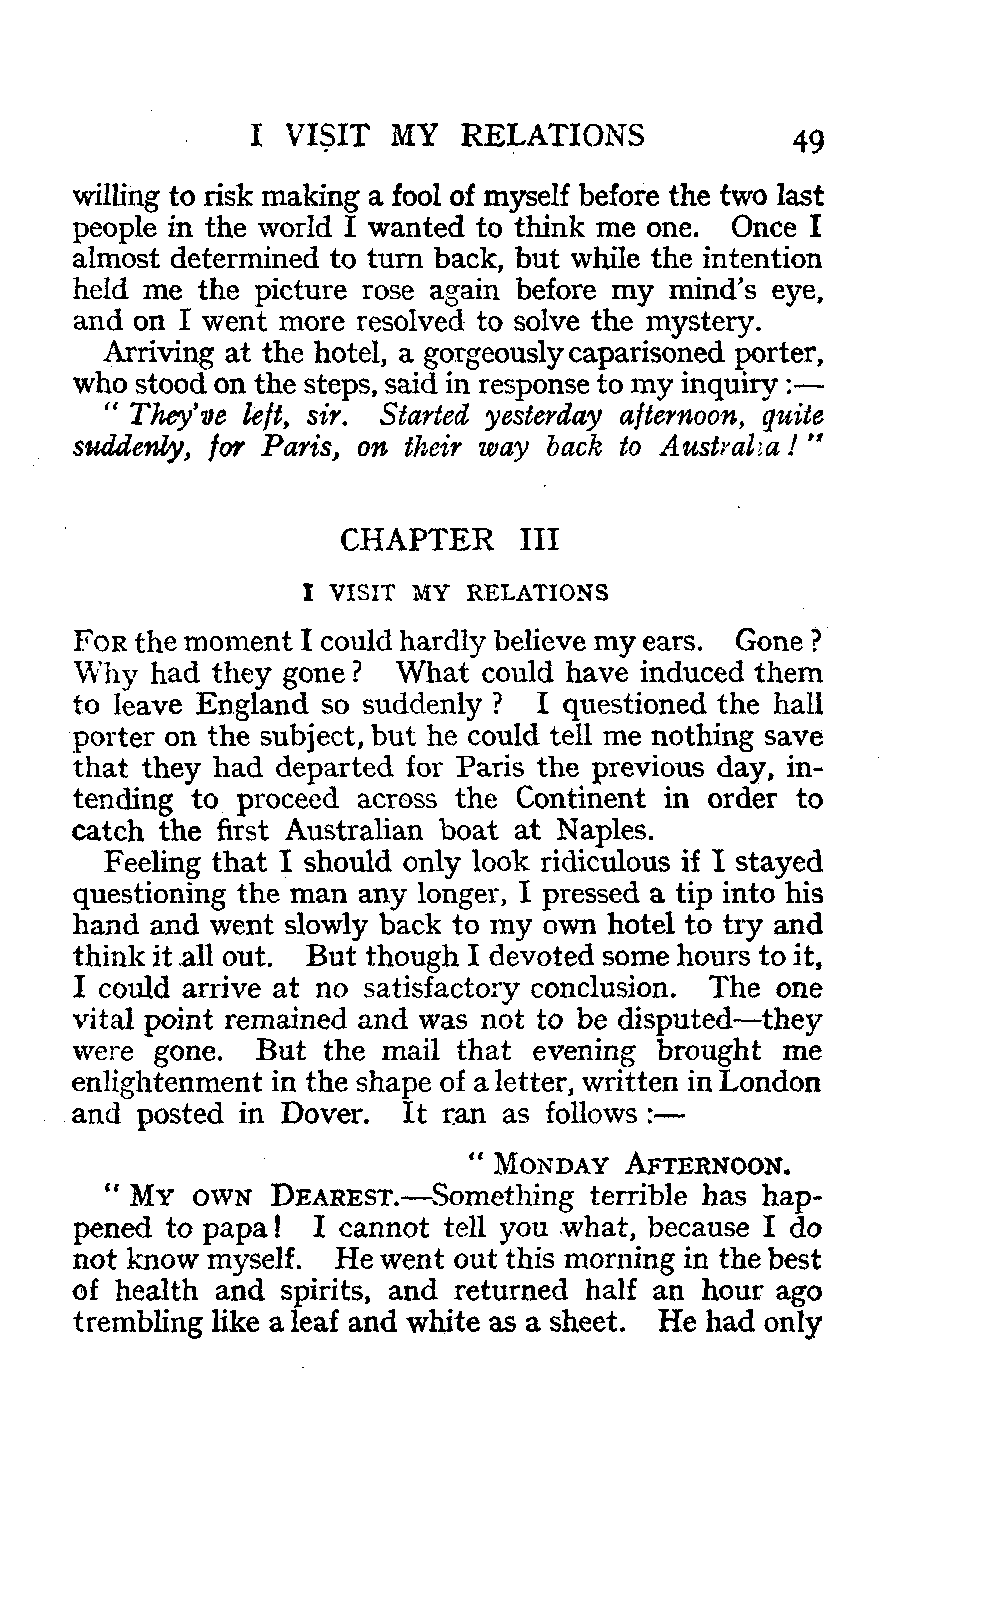 I VISIT MY RELATIONS 49
willing to risk making a fool of myself before the two last
people in the world I wanted to think me one. Once I
almost determined to turn back, but while the intention
held me the picture rose again before my mind's eye,
and on I went more resolved to solve the mystery.
Arriving at the hotel, a gorgeously caparisoned porter,
who stood on the steps, said in response to my inquiry :—
" They've left, sir. Started yesterday afternoon, quite
suddenly, for Paris, on their way back to Australia ! "
CHAPTER III
I VISIT MY RELATIONS
FOR the moment I could hardly believe my ears. Gone ?
Why had they gone ? What could have induced them
to leave England so suddenly ? I questioned the hall
porter on the subject, but he could tell me nothing save
that they had departed for Paris the previous day, in-
tending to proceed across the Continent in order to
catch the first Australian boat at Naples.
Feeling that I should only look ridiculous if I stayed
questioning the man any longer, I pressed a tip into his
hand and went slowly back to my own hotel to try and
think it all out. But though I devoted some hours to it,
I could arrive at no satisfactory conclusion. The one
vital point remained and was not to be disputed—they
were gone. But the mail that evening brought me
enlightenment in the shape of a letter, written in London
and posted in Dover. It ran as follows :—
" MONDAY AFTERNOON.
" MY OWN DEAREST.—Something terrible has hap-
pened to papa! I cannot tell you what, because I do
not know myself. He went out this morning in the best
of health and spirits, and returned half an hour ago
trembling like a leaf and white as a sheet. He had only